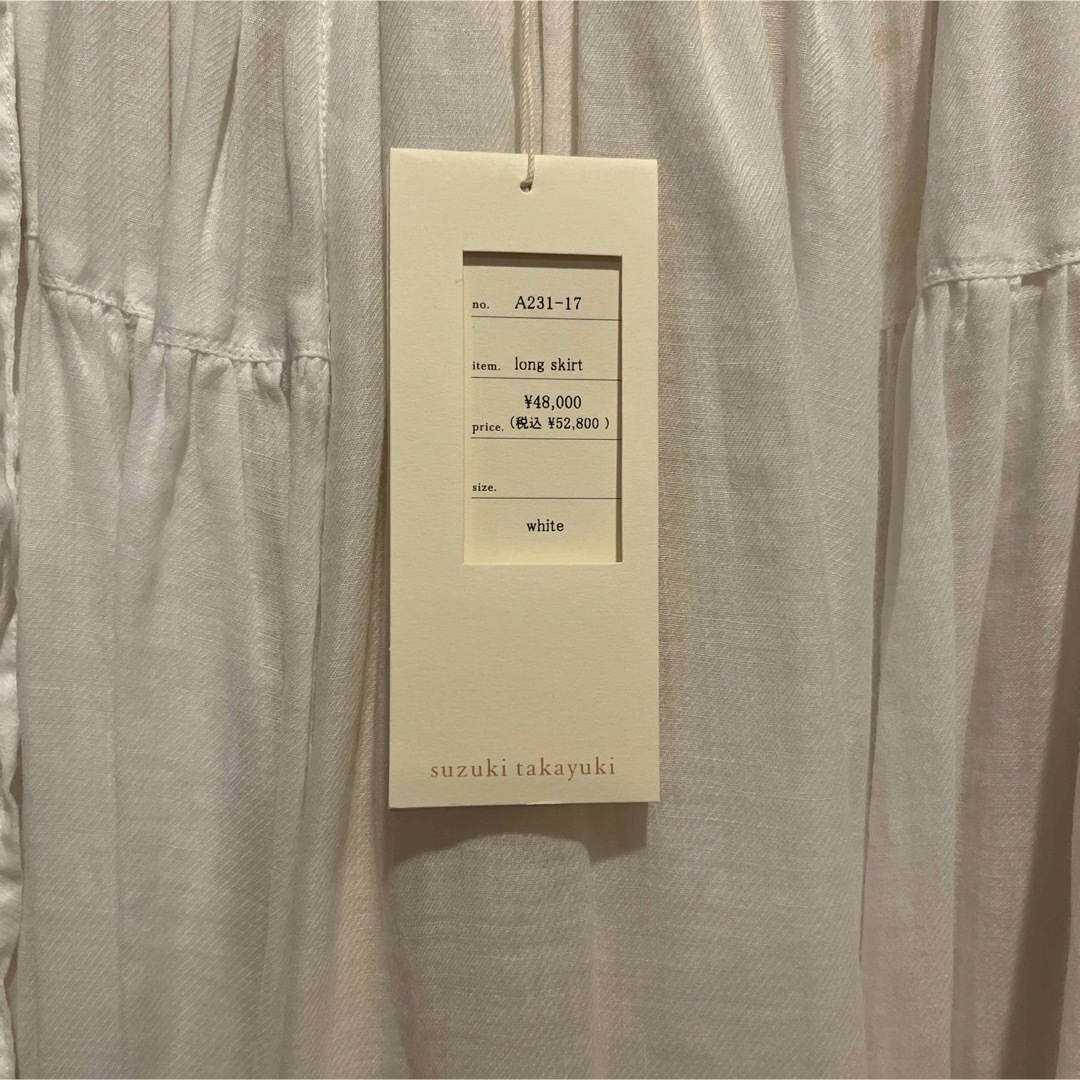 no. A231-17
item. long skirt
¥48,000
price. (税込 ¥52,800 )
size.
white
suzuki takayuki